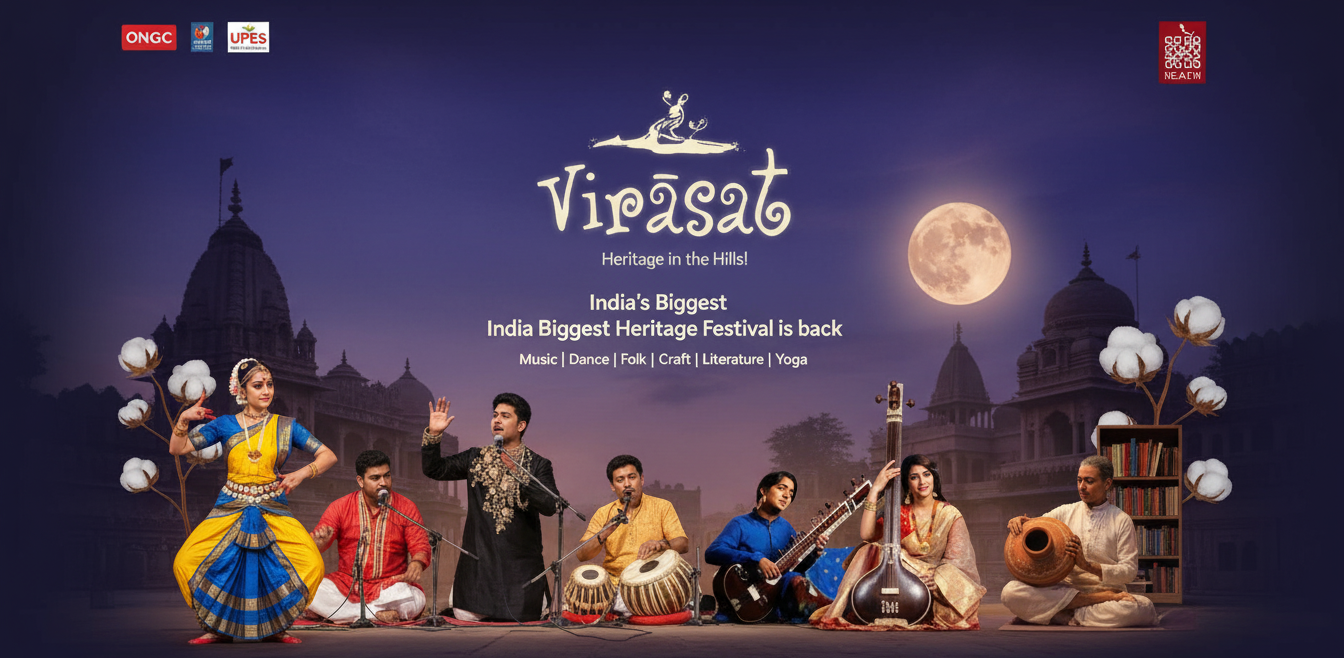 ONGC
UPES
Virāsat
Heritage in the Hills!
India's Biggest
India Biggest Heritage Festival is back
Music | Dance | Folk | Craft | Literature | Yoga